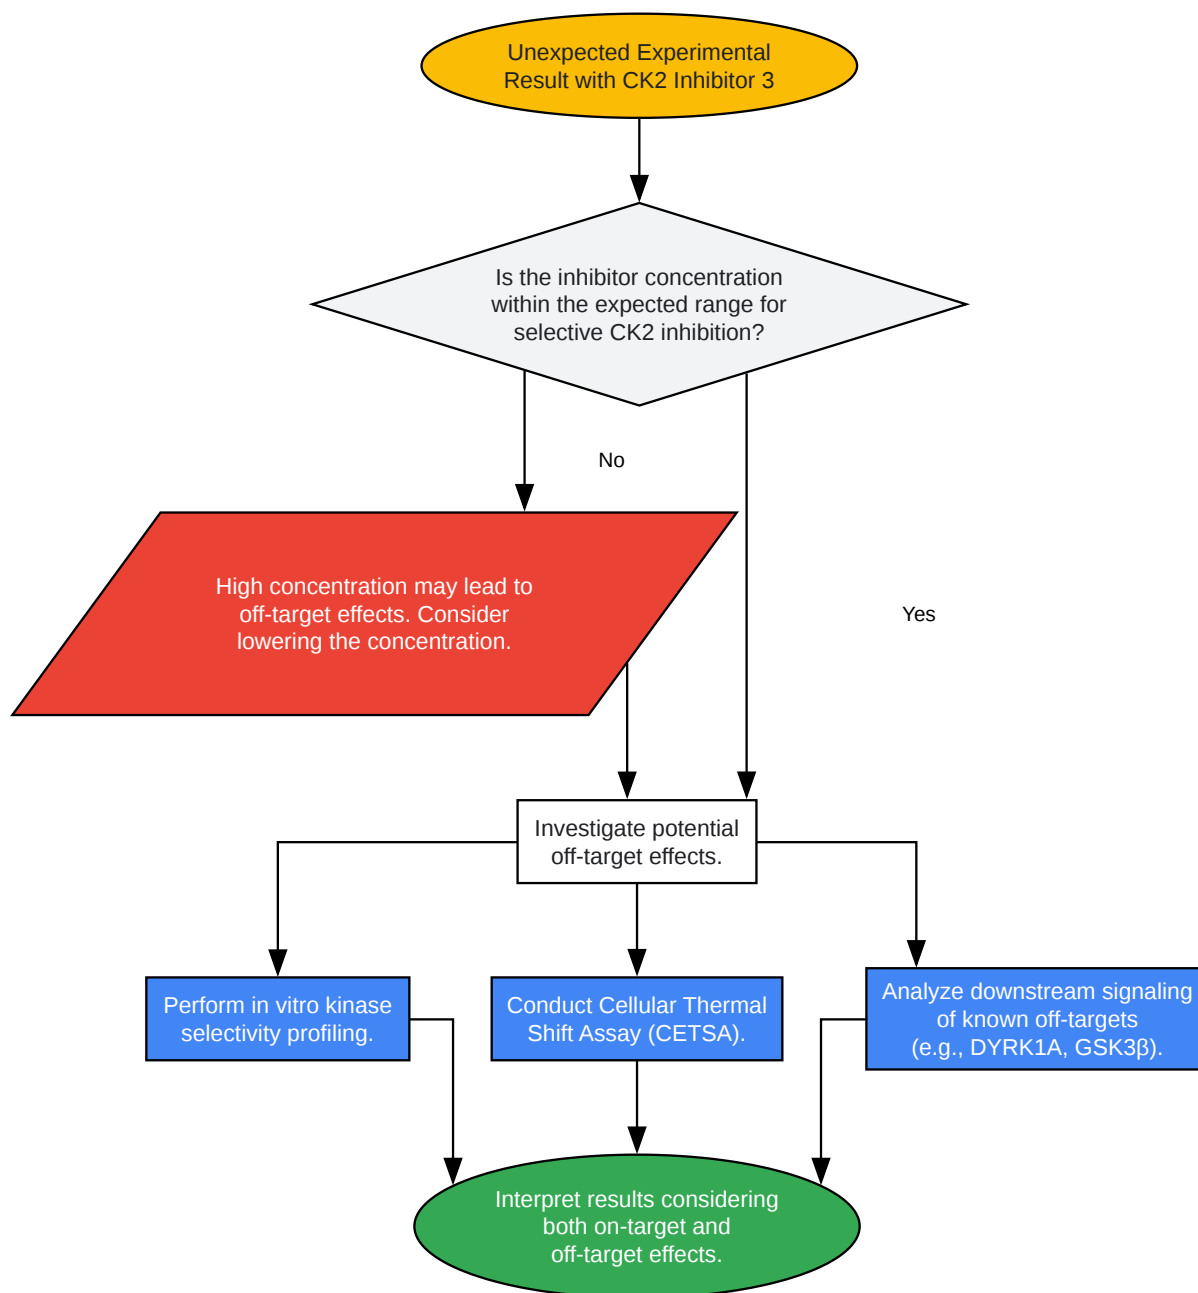 Unexpected Experimental
Result with CK2 Inhibitor 3
Is the inhibitor concentration
within the expected range for
selective CK2 inhibition?
No
High concentration may lead to
off-target effects. Consider
lowering the concentration.
Yes
Investigate potential
off-target effects.
Perform in vitro kinase
selectivity profiling.
Conduct Cellular Thermal
Shift Assay (CETSA).
Analyze downstream signaling
of known off-targets
(e.g., DYRK1A, GSK3β).
Interpret results considering
both on-target and
off-target effects.